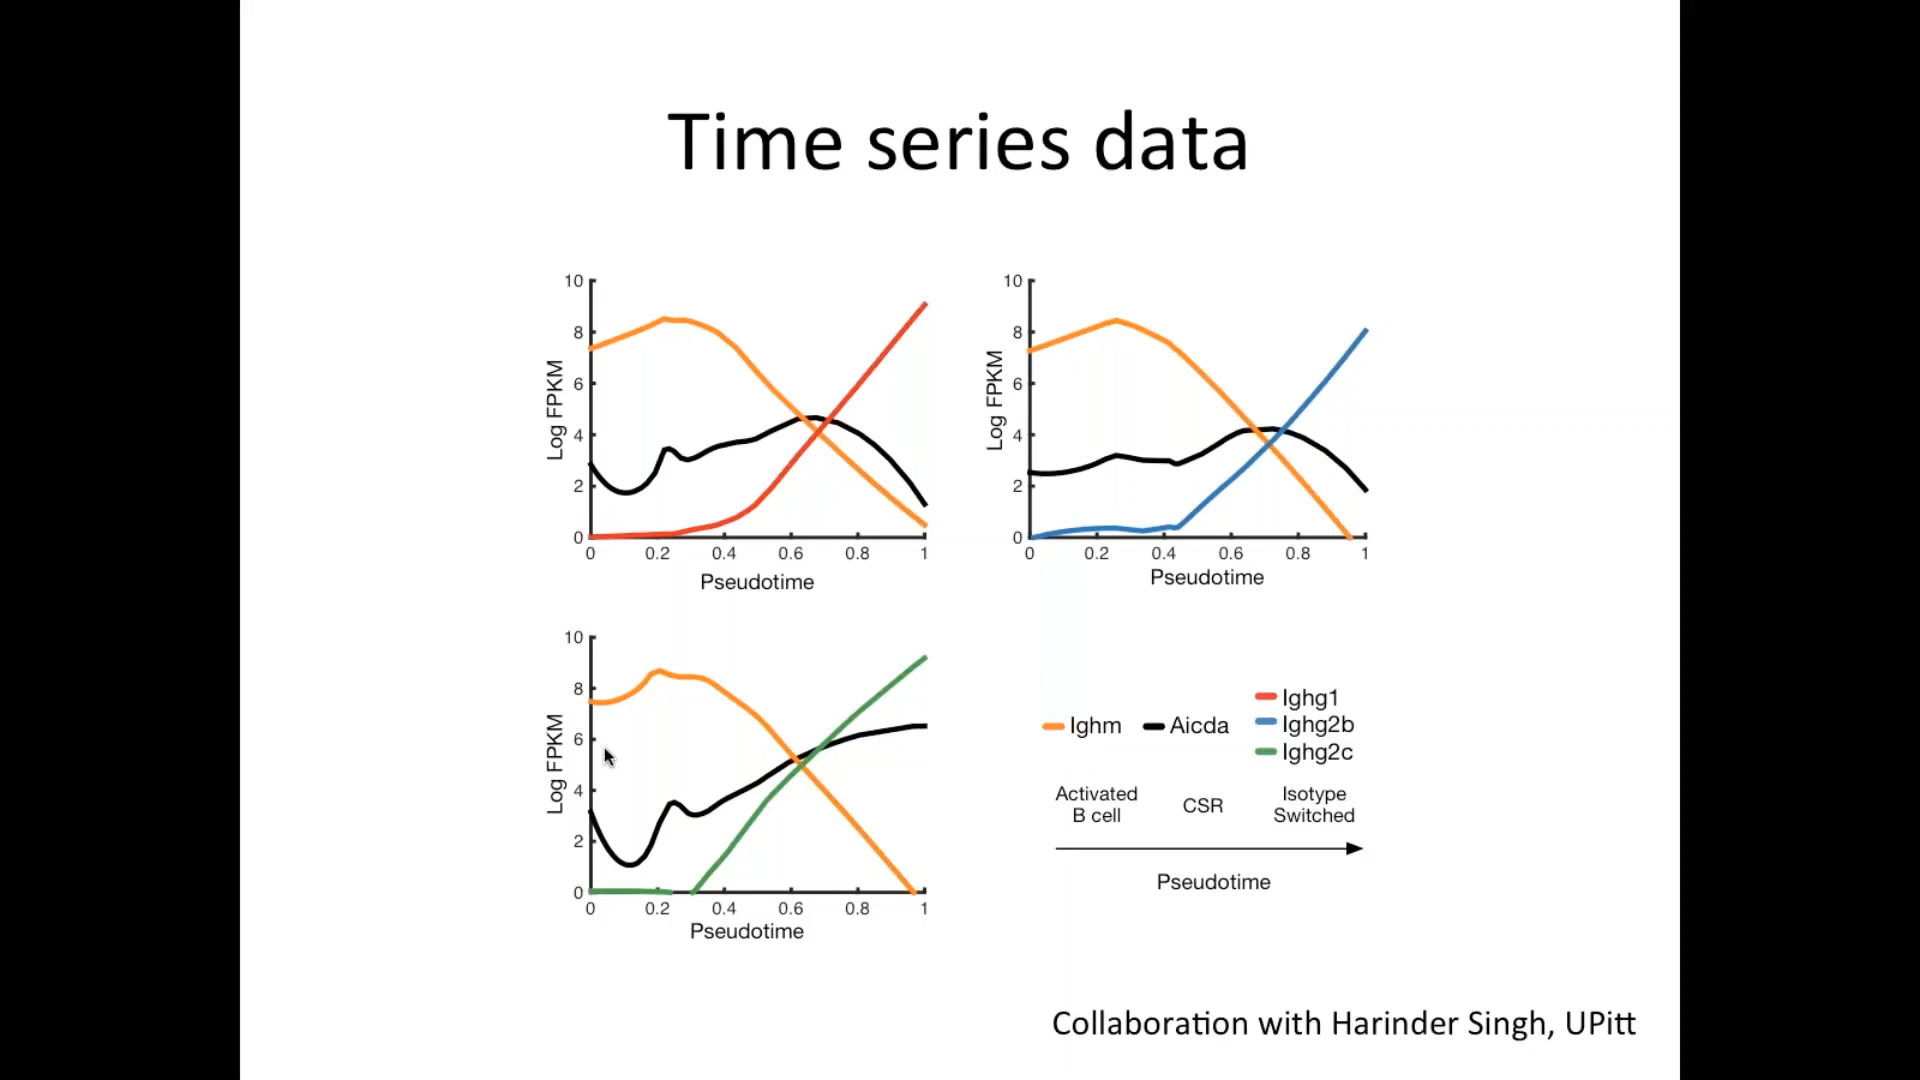 Time series data
10
8
6
4
2
0
Log FPKM
0 0.2 0.4 0.6 0.8 1
Pseudotime
10
8
6
4
2
0
Log FPKM
0 0.2 0.4 0.6 0.8 1
Pseudotime
10
8
6
4
2
0
Log FPKM
0 0.2 0.4 0.6 0.8 1
Pseudotime
Ighm
Aicda
Ighg1
Ighg2b
Ighg2c
Activated
B cell
CSR
Isotype
Switched
Pseudotime
Collaboration with Harinder Singh, UPitt